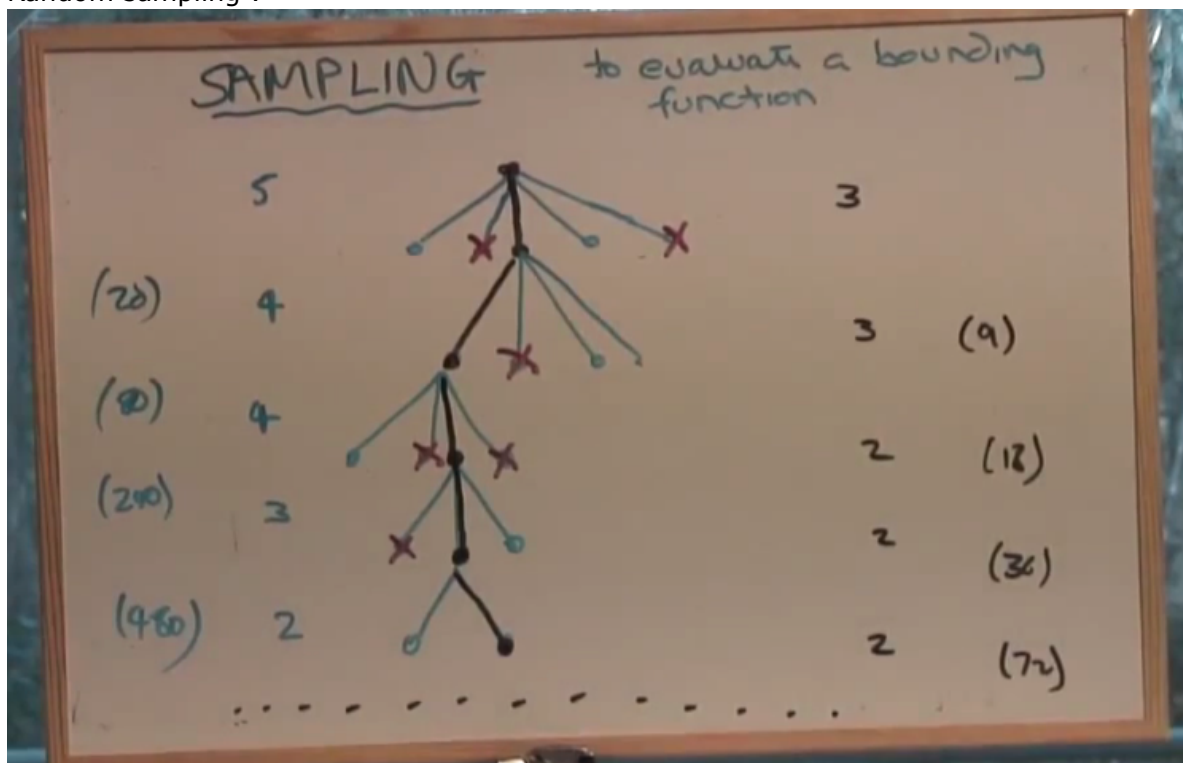 Random sampling :
SAMPLING to evaluate a bounding
function
5 3
(20) 4 3 (9)
(80) 4 2 (18)
(240) 3 2 (36)
(480) 2 2 (72)